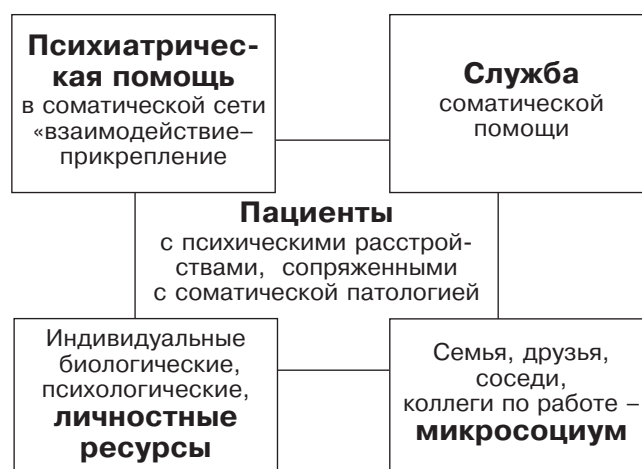 Психиатричес-
кая помощь
в соматической сети
«взаимодействие–
прикрепление
Служба
соматической
помощи
Пациенты
с психическими расстрой-
ствами, сопряженными
с соматической патологией
Индивидуальные
биологические,
психологические,
личностные
ресурсы
Семья, друзья,
соседи,
коллеги по работе –
микросоциум